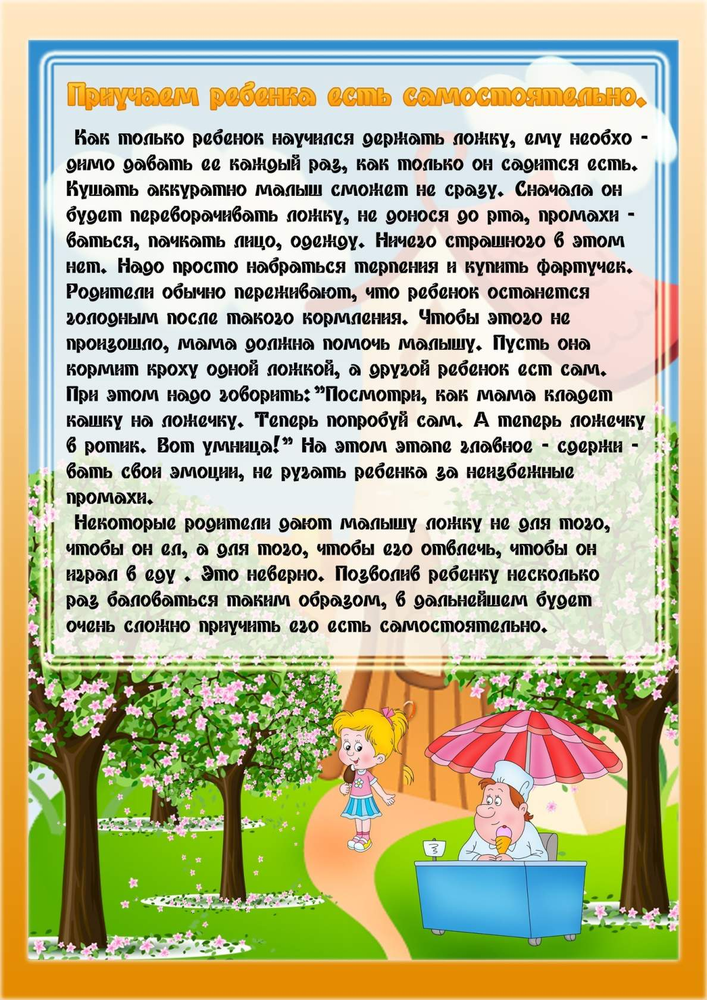 Приучаем ребенка есть самостоятельно.
Как только ребенок научился держать ложку, ему необхо -
димо давать ее каждый раз, как только он садится есть.
Кушать аккуратно малыш сможет не сразу. Сначала он
будет переворачивать ложку, не донося до рта, промахи -
ваться, пачкать лицо, одежду. Ничего страшного в этом
нет. Надо просто набраться терпения и купить фартучек.
Родители обычно переживают, что ребенок останется
голодным после такого кормления. Чтобы этого не
произошло, мама должна помочь малышу. Пусть она
кормит кроху одной ложкой, а другой ребенок ест сам.
При этом надо говорить: ”Посмотри, как мама кладет
кашку на ложечку. Теперь попробуй сам. А теперь ложечку
в ротик. Вот умница!” На этом этапе главное - сдержи -
вать свои эмоции, не ругать ребенка за неизбежные
промахи.
Некоторые родители дают малышу ложку не для того,
чтобы он ел, а для того, чтобы его отвлечь, чтобы он
играл в еду . Это неверно. Позволив ребенку несколько
раз баловаться таким образом, в дальнейшем будет
очень сложно приучить его есть самостоятельно.